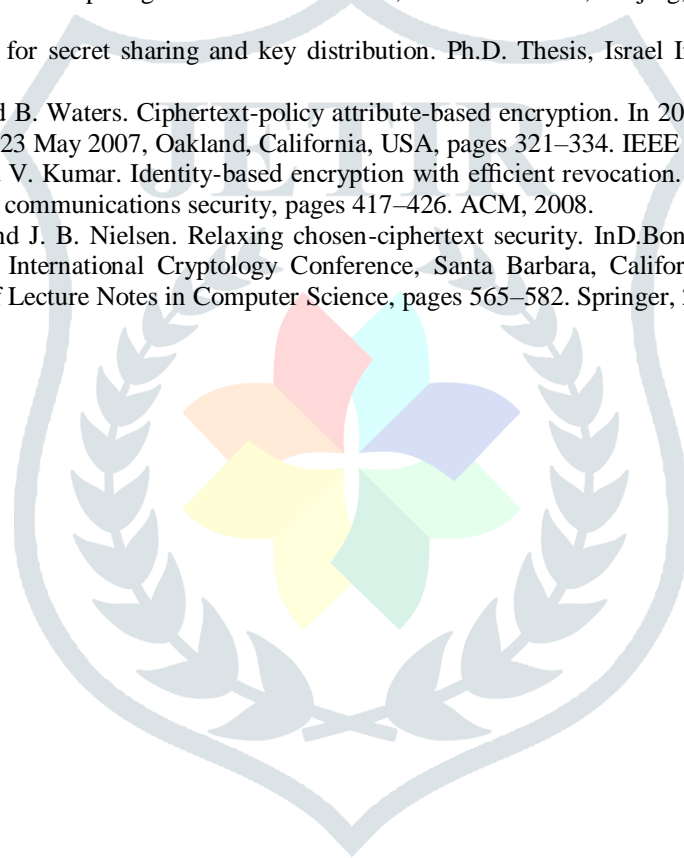 for secret sharing and key distribution. Ph.D. Thesis, Israel
B. Waters. Ciphertext-policy attribute-based encryption. In 20
23 May 2007, Oakland, California, USA, pages 321–334. IEEE
V. Kumar. Identity-based encryption with efficient revocation.
communications security, pages 417–426. ACM, 2008.
nd J. B. Nielsen. Relaxing chosen-ciphertext security. InD.Bon
International Cryptology Conference, Santa Barbara, Califor
Lecture Notes in Computer Science, pages 565–582. Springer,
JETIR